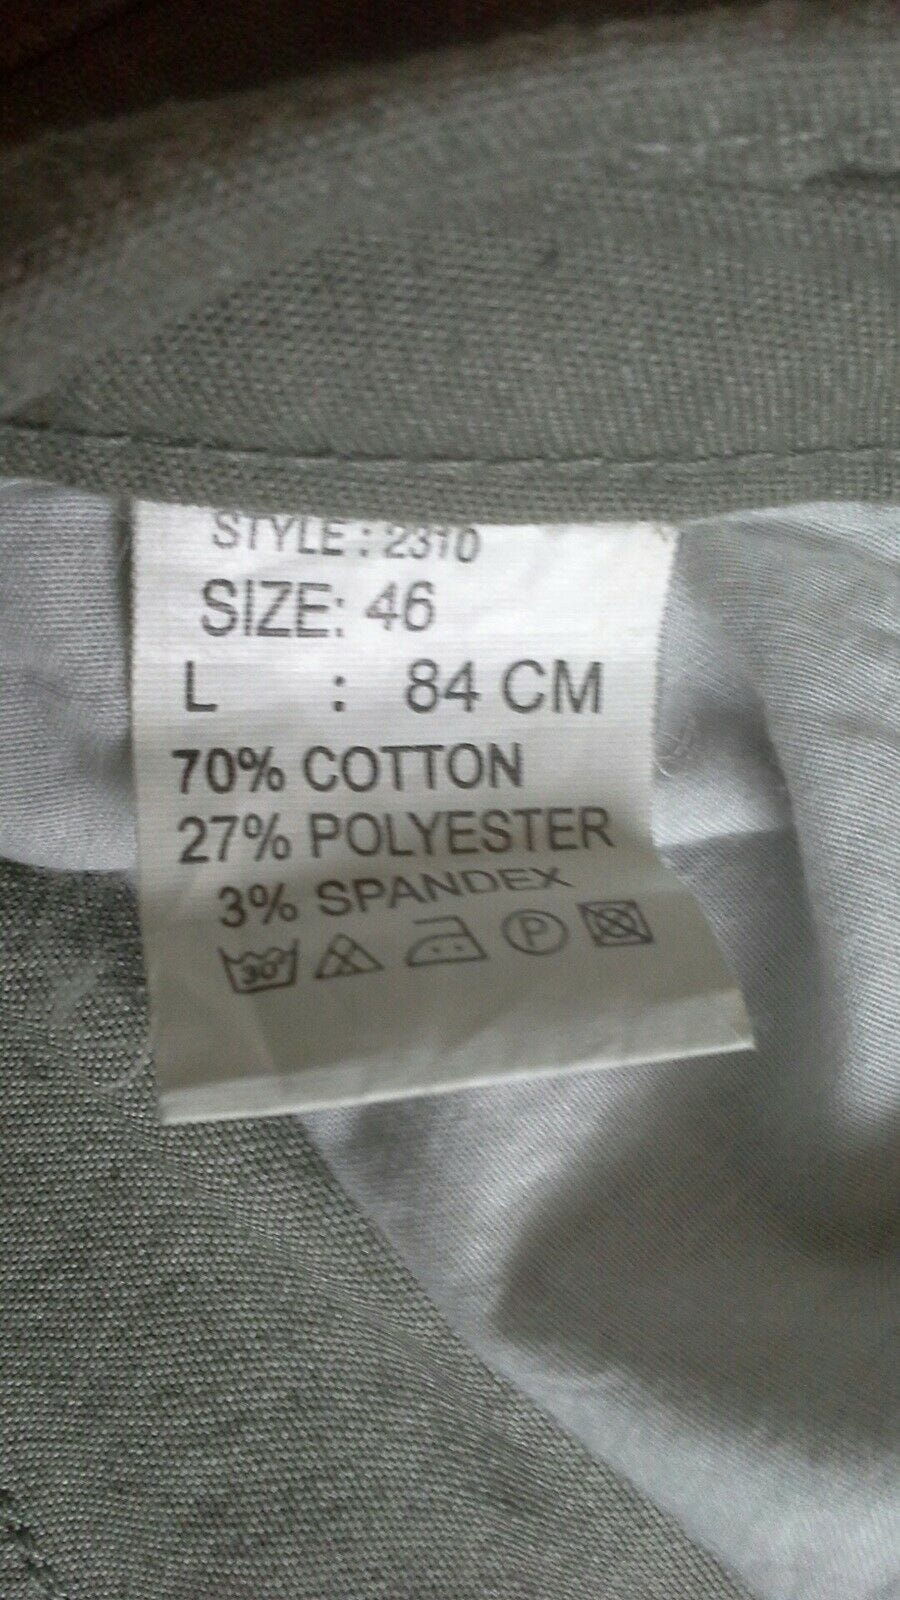 STYLE : 2310
SIZE: 46
L : 84 CM
70% COTTON
27% POLYESTER
3% SPANDEX
30° P